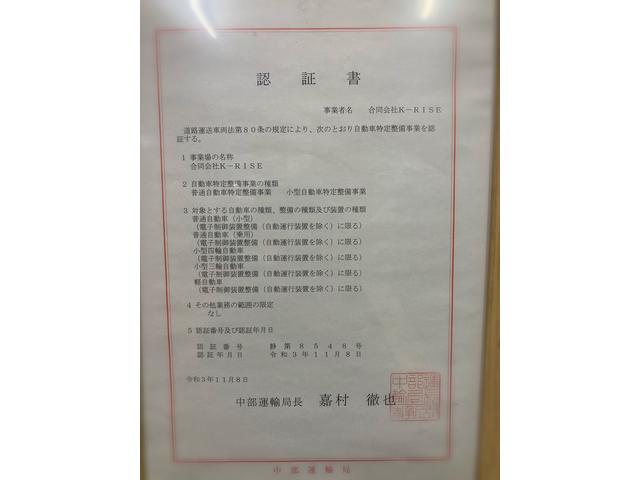 認証書
事業者名 合同会社K－RISE
道路運送車両法第80条の規定により、次のとおり自動車特定整備事業を認
証する。
1 事業場の名称
合同会社K－RISE
2 自動車特定整備事業の種類
普通自動車特定整備事業 小型自動車特定整備事業
3 対象とする自動車の種類、整備の種類及び装置の種類
普通自動車（小型）
（電子制御装置整備（自動運行装置を除く）に限る）
普通自動車（乗用）
（電子制御装置整備（自動運行装置を除く）に限る）
小型四輪自動車
（電子制御装置整備（自動運行装置を除く）に限る）
小型三輪自動車
（電子制御装置整備（自動運行装置を除く）に限る）
軽自動車
（電子制御装置整備（自動運行装置を除く）に限る）
4 その他業務の範囲の限定
なし
5 認証番号及び認証年月日
認証番号 静第8548号
認証年月日 令和3年11月8日
令和3年11月8日
中部運輸局長 嘉村 徹也
中部運輸局